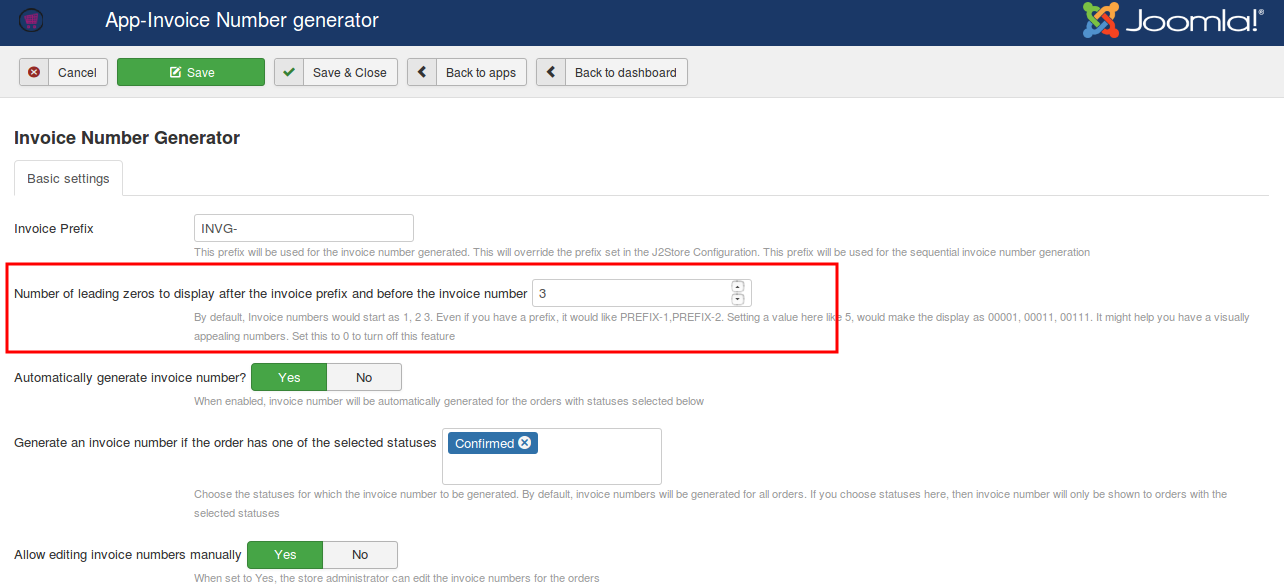 App-Invoice Number generator
Joomla!®
Cancel
Save
Save & Close
Back to apps
Back to dashboard
Invoice Number Generator
Basic settings
Invoice Prefix
INVG-
This prefix will be used for the invoice number generated. This will override the prefix set in the J2Store Configuration. This prefix will be used for the sequential invoice number generation
Number of leading zeros to display after the invoice prefix and before the invoice number
3
By default, Invoice numbers would start as 1, 2 3. Even if you have a prefix, it would like PREFIX-1,PREFIX-2. Setting a value here like 5, would make the display as 00001, 00011, 00111. It might help you have a visually
appealing numbers. Set this to 0 to turn off this feature
Automatically generate invoice number?
Yes
No
When enabled, invoice number will be automatically generated for the orders with statuses selected below
Generate an invoice number if the order has one of the selected statuses
Confirmed
Choose the statuses for which the invoice number to be generated. By default, invoice numbers will be generated for all orders. If you choose statuses here, then invoice number will only be shown to orders with the
selected statuses
Allow editing invoice numbers manually
Yes
No
When set to Yes, the store administrator can edit the invoice numbers for the orders